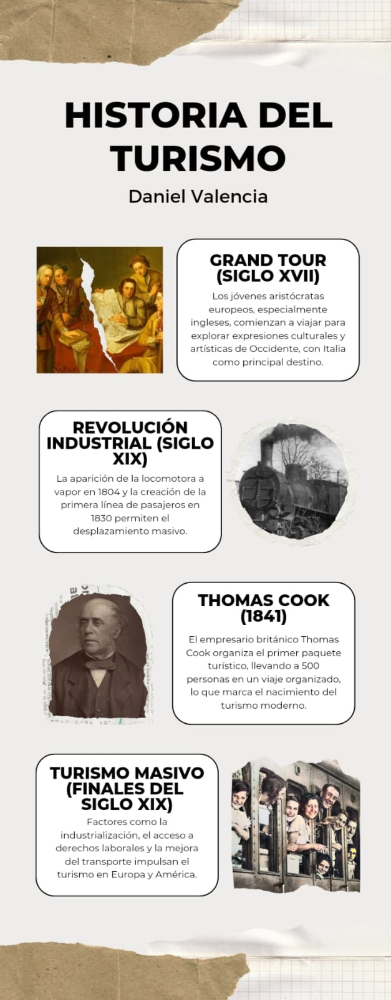 HISTORIA DEL
TURISMO
Daniel Valencia
GRAND TOUR
(SIGLO XVII)
Los jóvenes aristócratas
europeos, especialmente
ingleses, comienzan a viajar para
explorar expresiones culturales y
artísticas de Occidente, con Italia
como principal destino.
REVOLUCIÓN
INDUSTRIAL (SIGLO
XIX)
La aparición de la locomotora a
vapor en 1804 y la creación de la
primera línea de pasajeros en
1830 permiten el
desplazamiento masivo.
THOMAS COOK
(1841)
El empresario británico Thomas
Cook organiza el primer paquete
turístico, llevando a 500
personas en un viaje organizado,
lo que marca el nacimiento del
turismo moderno.
TURISMO MASIVO
(FINALES DEL
SIGLO XIX)
Factores como la
industrialización, el acceso a
derechos laborales y la mejora
del transporte impulsan el
turismo en Europa y América.